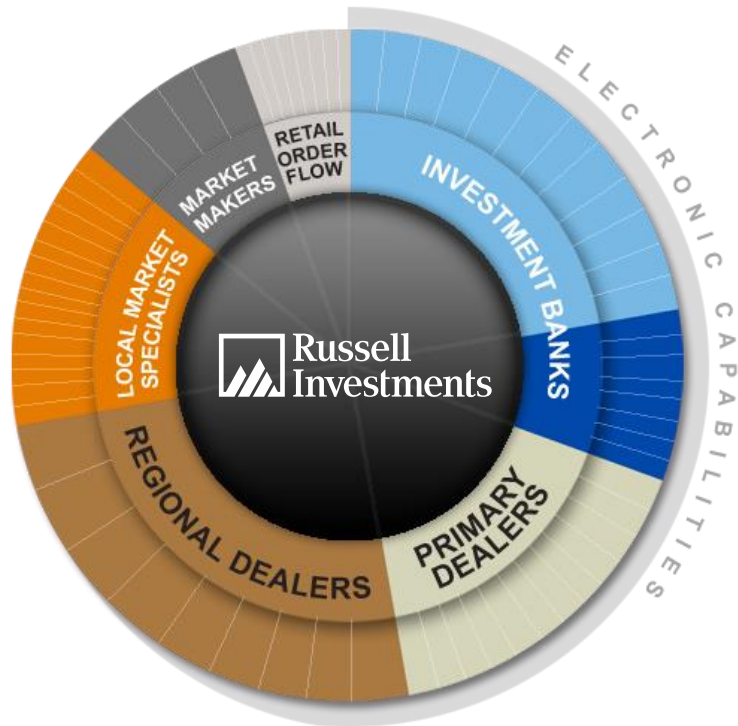 ELECTRONIC CAPABILITIES
RETAIL
ORDER
FLOW
INVESTMENT BANKS
MARKET
MAKERS
LOCAL MARKET
SPECIALISTS
Russell
Investments
PRIMARY
DEALERS
REGIONAL DEALERS